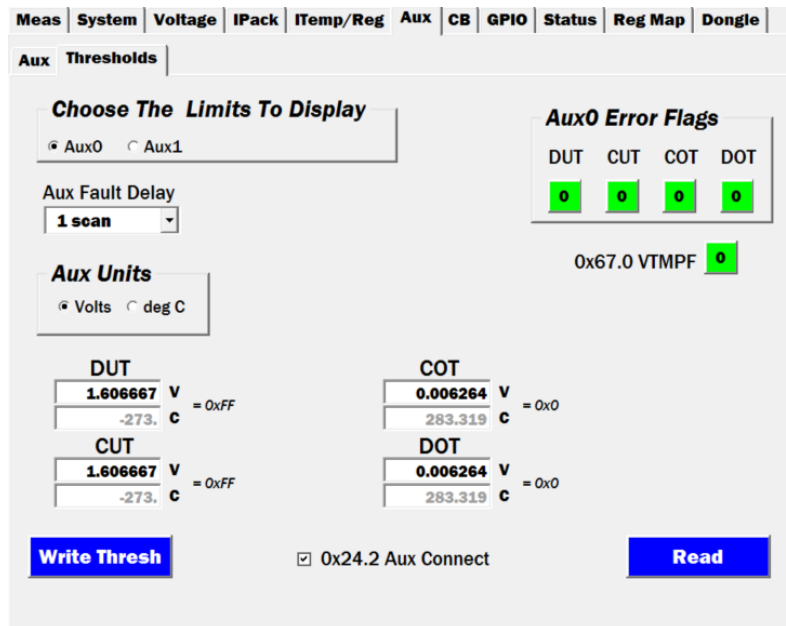 Meas System Voltage IPack ITemp/Reg Aux CB GPIO Status Reg Map Dongle
Aux Thresholds
Choose The Limits To Display
Aux0 Aux1
Aux0 Error Flags
DUT CUT COT DOT
0 0 0 0
Aux Fault Delay
1 scan
0x67.0 VTMPF 0
Aux Units
Volts deg C
DUT COT
1.606667 V = 0xFF 0.006264 V = 0x0
-273. C 283.319 C
CUT DOT
1.606667 V = 0xFF 0.006264 V = 0x0
-273. C 283.319 C
Write Thresh 0x24.2 Aux Connect Read